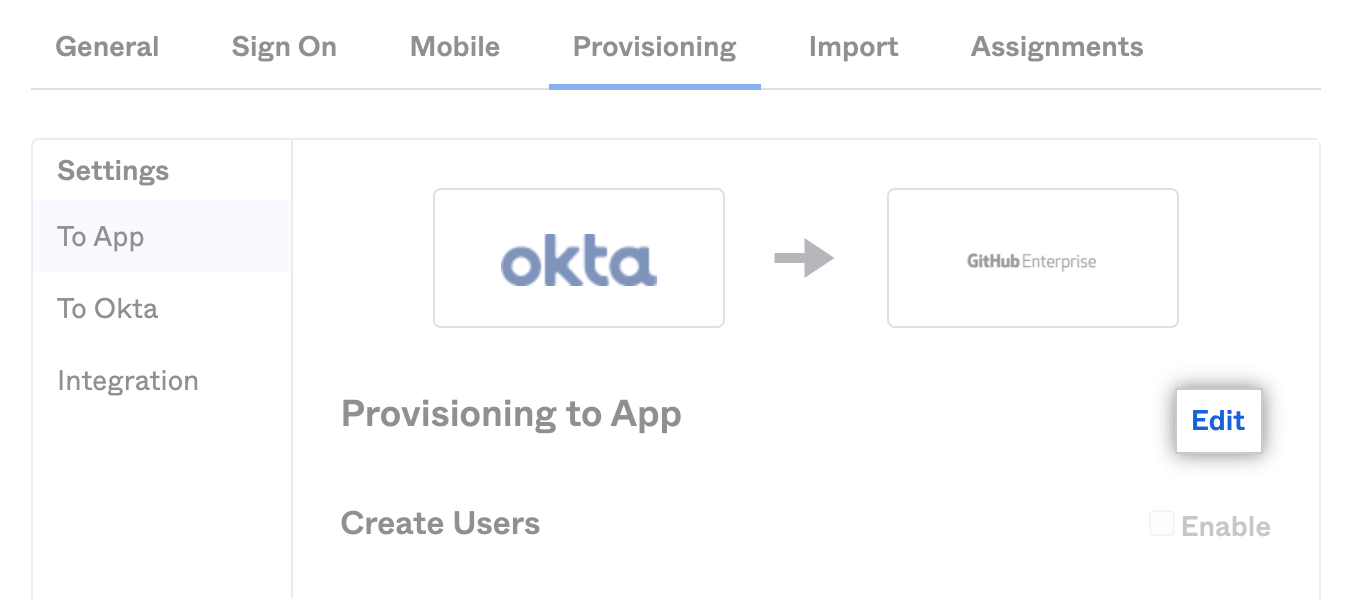 General Sign On Mobile Provisioning Import Assignments
Settings
To App
To Okta
Integration
okta
GitHub Enterprise
Provisioning to App
Edit
Create Users
Enable